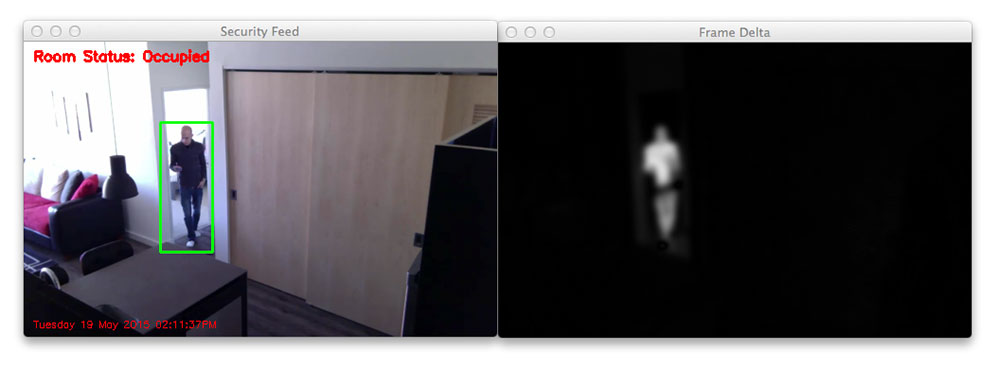 Security Feed
Frame Delta
Room Status: Occupied
Tuesday 19 May 2015 02:11:37PM